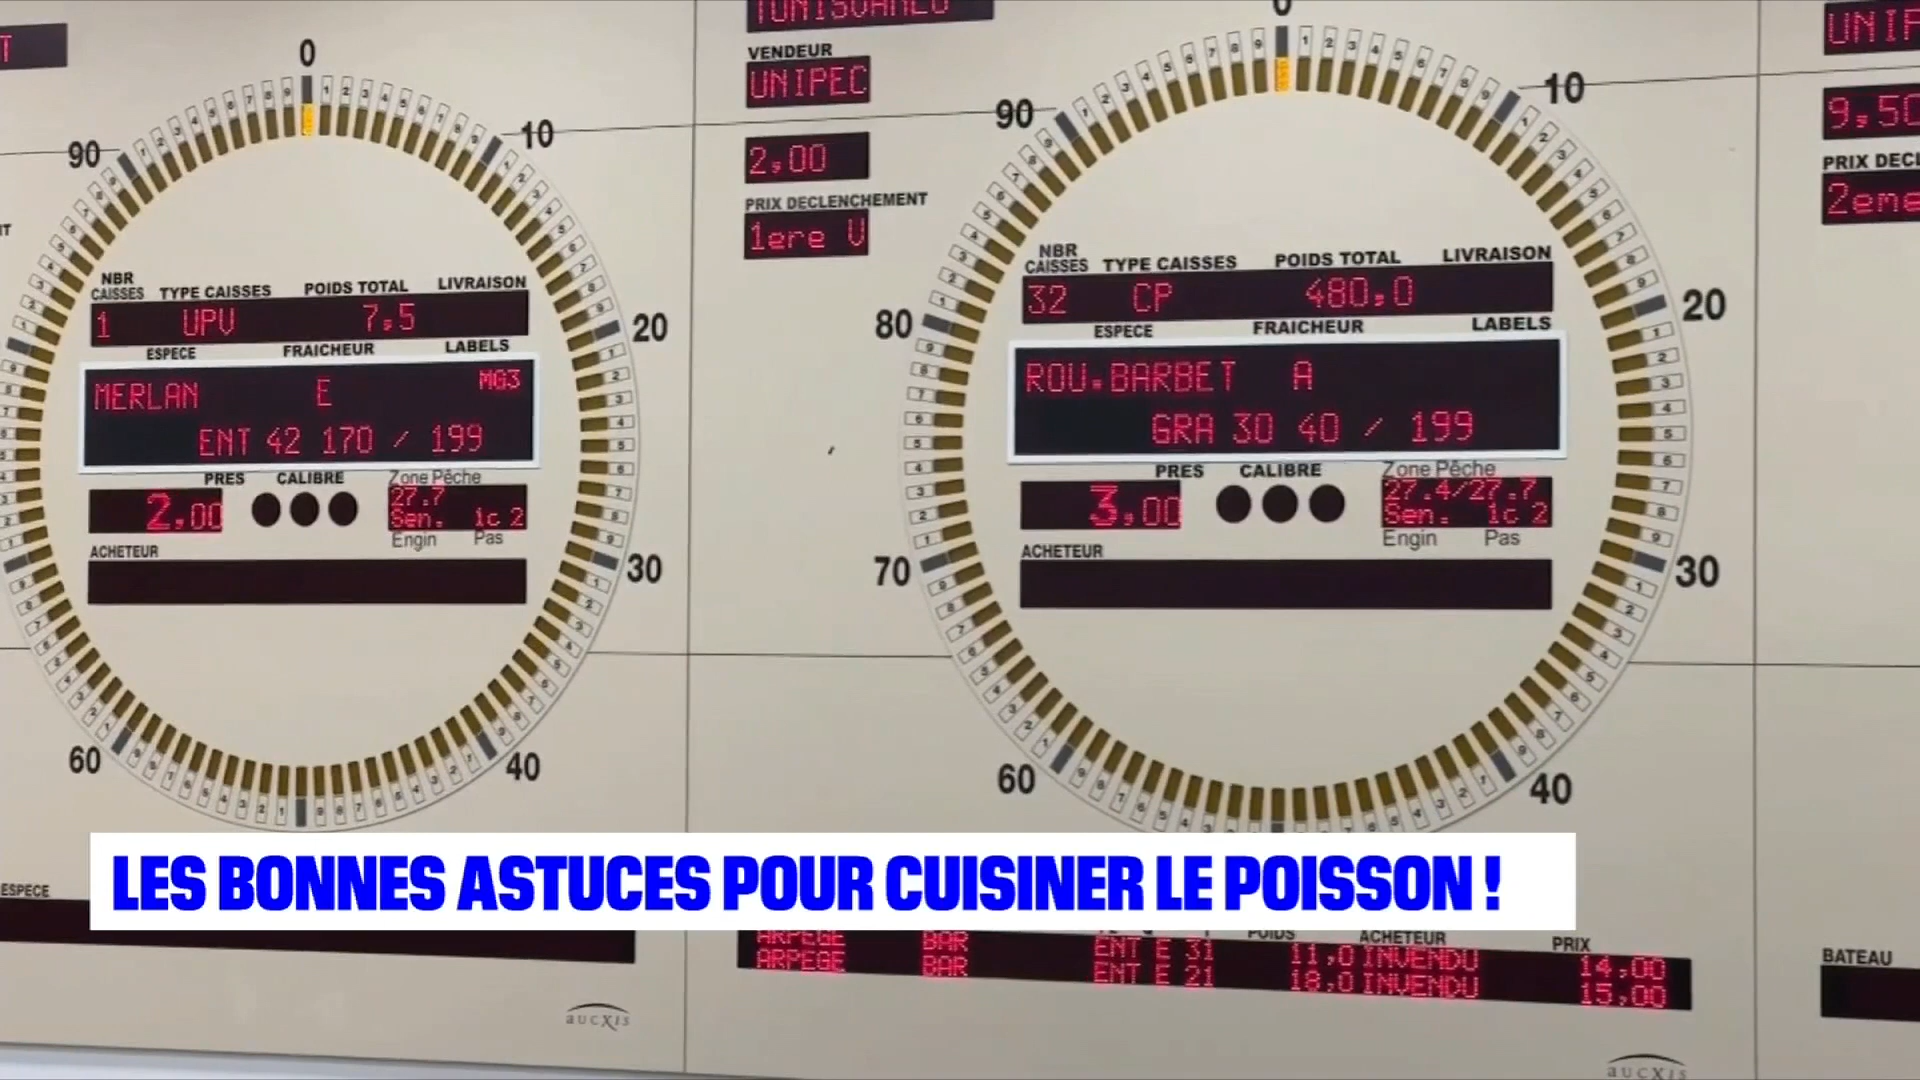 0
10
20
30
40
60
90
NBR CAISSES TYPE CAISSES POIDS TOTAL LIVRAISON
1 UPV 7,5
ESPECE FRAICHEUR LABELS
MERLAN E MG3
ENT 42 170 / 199
PRES CALIBRE Zone Pêche
2,00 27.7
Sen. 1c 2
Engin Pas
ACHETEUR
ESPECE
aucxis
VENDEUR
UNIPEC
2,00
PRIX DECLENCHEMENT
1ere V
0
10
20
30
40
60
70
80
90
NBR CAISSES TYPE CAISSES POIDS TOTAL LIVRAISON
32 CP 480,0
ESPECE FRAICHEUR LABELS
ROU.BARBET A
GRA 30 40 / 199
PRES CALIBRE Zone Pêche
3,00 27.4/27.7
Sen. 1c 2
Engin Pas
ACHETEUR
9,50
2eme
BATEAU
LES BONNES ASTUCES POUR CUISINER LE POISSON !
POIDS ACHETEUR PRIX
ARPEGE BAR ENT E 31 11,0 INVENDU 14,00
ARPEGE BAR ENT E 21 18,0 INVENDU 15,00
aucxis